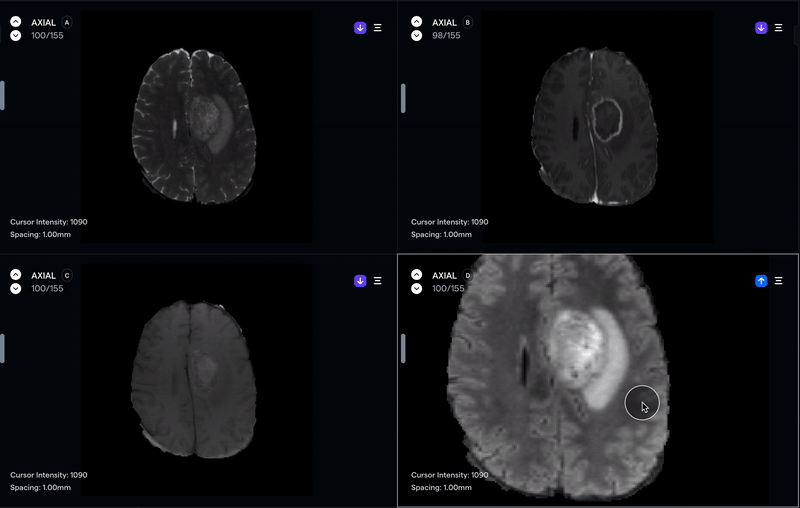 AXIAL A
100/155
Cursor Intensity: 1090
Spacing: 1.00mm
AXIAL B
98/155
Cursor Intensity: 1090
Spacing: 1.00mm
AXIAL C
100/155
Cursor Intensity: 1090
Spacing: 1.00mm
AXIAL D
100/155
Cursor Intensity: 1090
Spacing: 1.00mm